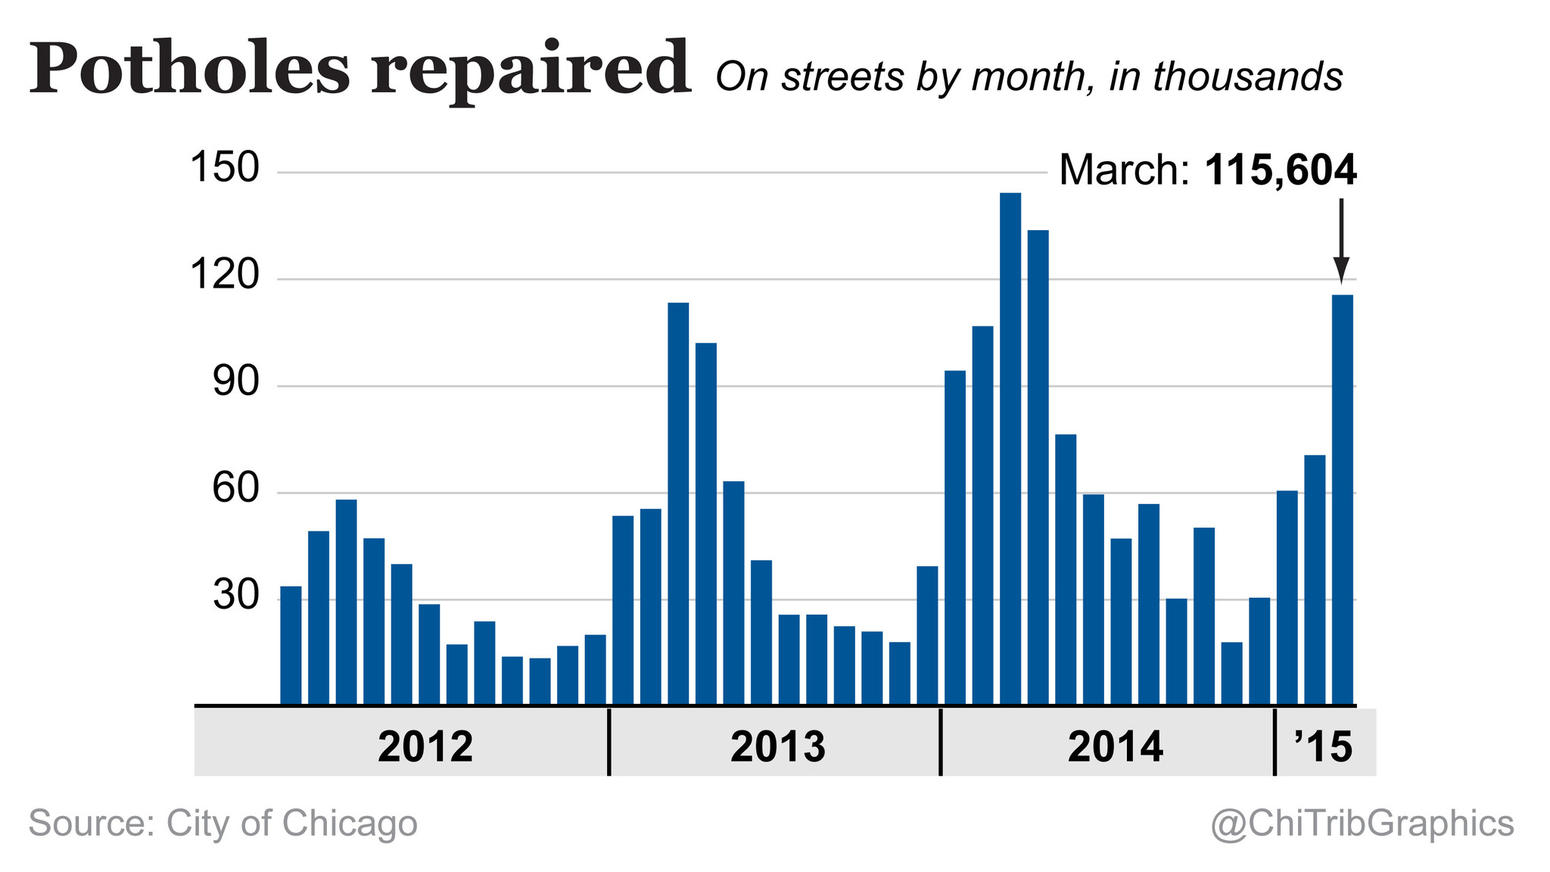 Potholes repaired On streets by month, in thousands
150
March: 115,604
120
90
60
30
2012 2013 2014 ’15
Source: City of Chicago
@ChiTribGraphics